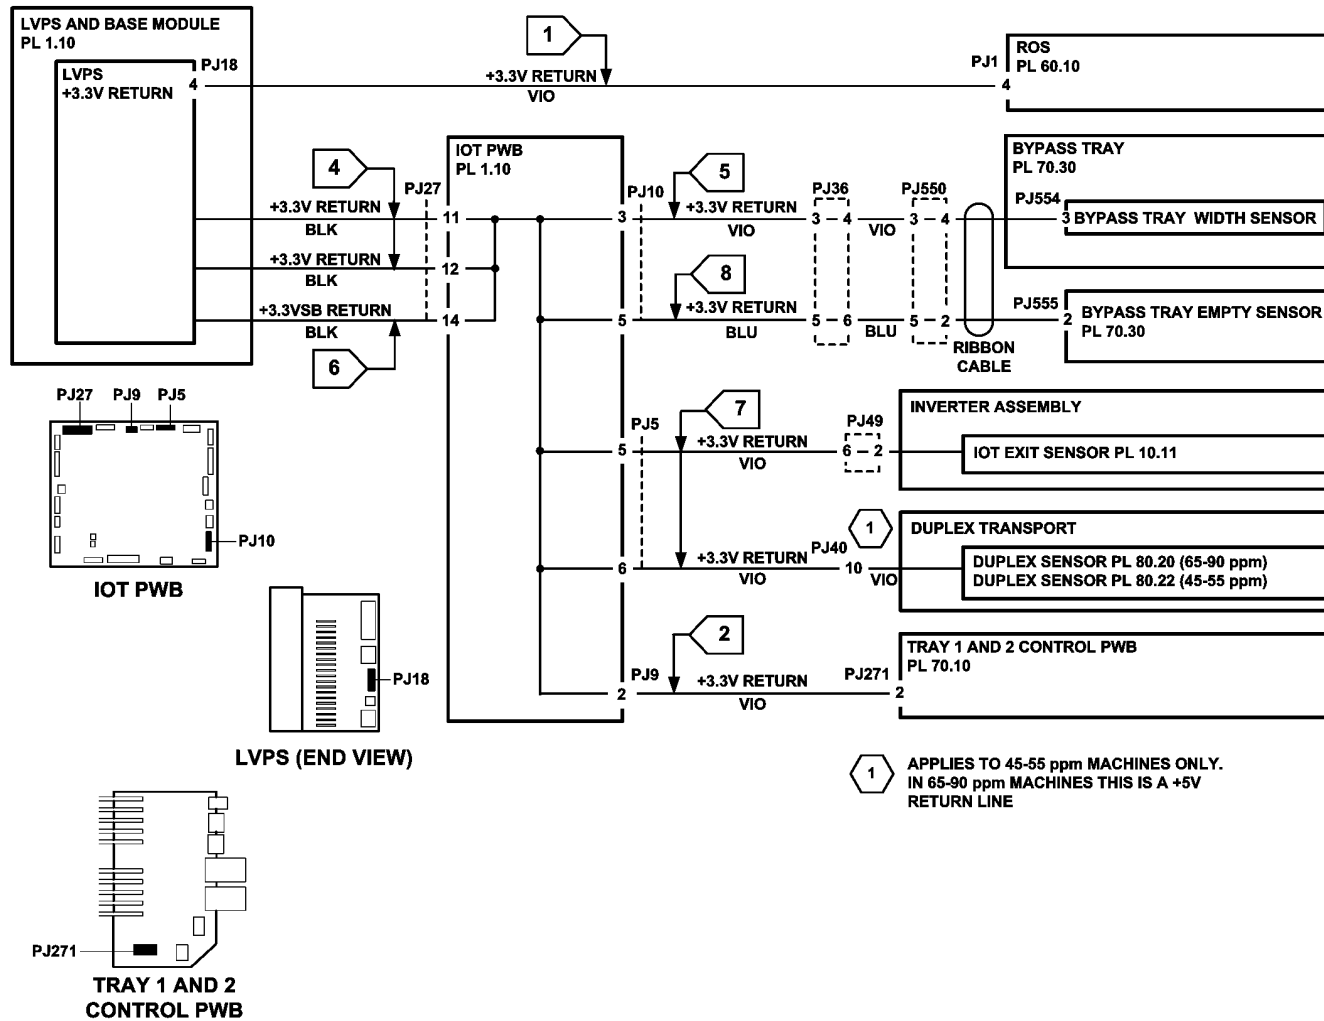 LVPS AND BASE MODULE
PL 1.10
LVPS
+3.3V RETURN
PJ18
4
1
+3.3V RETURN
VIO
PJ1
4
ROS
PL 60.10
4
+3.3V RETURN
BLK
+3.3V RETURN
BLK
+3.3VSB RETURN
BLK
6
PJ27
11
12
14
IOT PWB
PL 1.10
PJ10
3
5
+3.3V RETURN
VIO
8
+3.3V RETURN
BLU
5
PJ36
3 4
5 6
VIO
BLU
PJ550
3 4
5 2
RIBBON
CABLE
BYPASS TRAY
PL 70.30
PJ554
3 BYPASS TRAY WIDTH SENSOR
PJ555
2
BYPASS TRAY EMPTY SENSOR
PL 70.30
7
PJ5
5
+3.3V RETURN
VIO
PJ49
6 2
INVERTER ASSEMBLY
IOT EXIT SENSOR PL 10.11
6
+3.3V RETURN
VIO
PJ40
10
VIO
1
DUPLEX TRANSPORT
DUPLEX SENSOR PL 80.20 (65-90 ppm)
DUPLEX SENSOR PL 80.22 (45-55 ppm)
2
PJ9
2
+3.3V RETURN
VIO
PJ271
2
TRAY 1 AND 2 CONTROL PWB
PL 70.10
1
APPLIES TO 45-55 ppm MACHINES ONLY.
IN 65-90 ppm MACHINES THIS IS A +5V
RETURN LINE
PJ27 PJ9 PJ5
PJ10
IOT PWB
PJ18
LVPS (END VIEW)
PJ271
TRAY 1 AND 2
CONTROL PWB